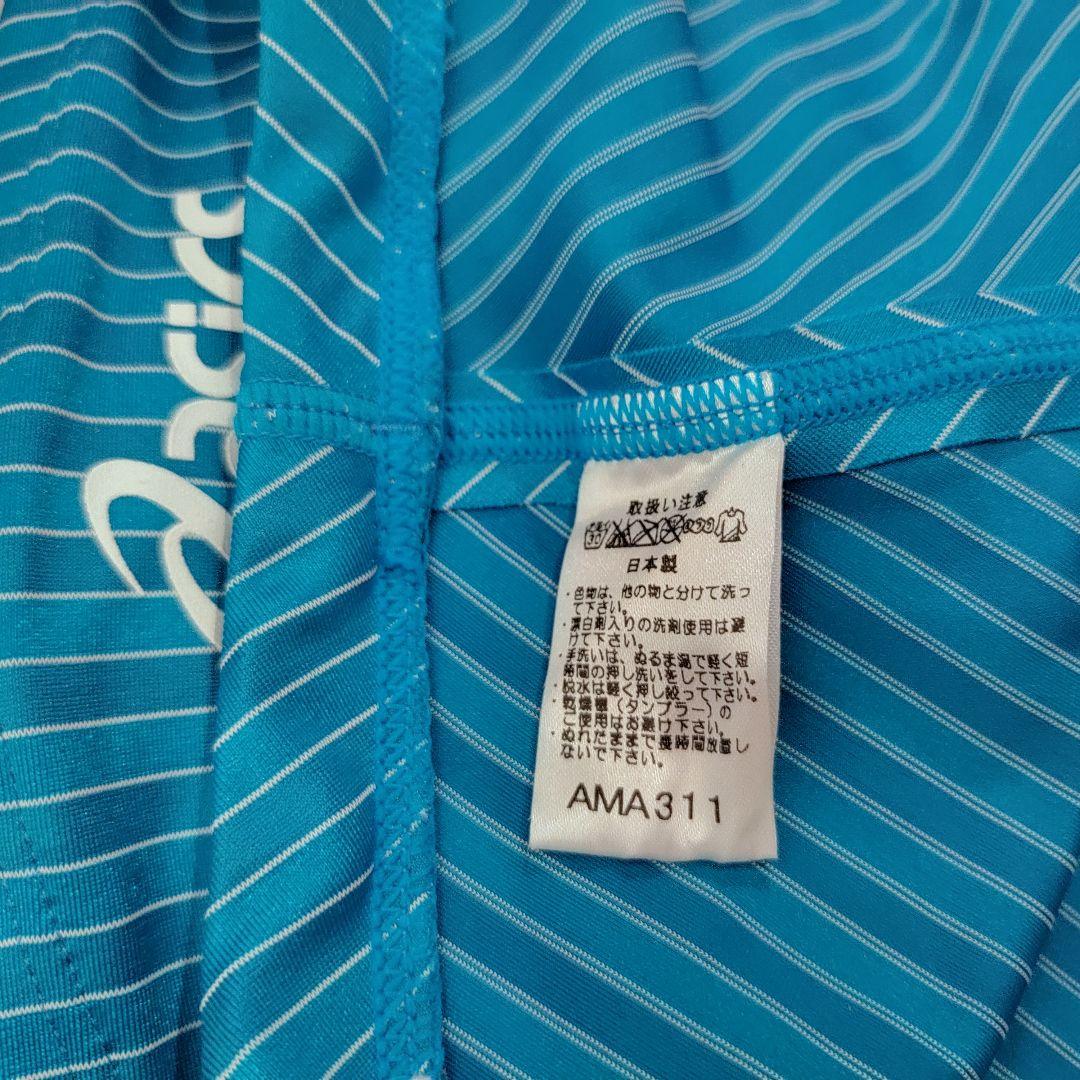 asics
取扱い注意
30
日本製
・色物は、他の物と分けて洗っ
て下さい。
・漂白剤入りの洗剤使用は避
けて下さい。
・手洗いは、ぬるま湯で軽く短
時間の押し洗いをして下さい。
・脱水は軽く押し絞って下さい。
・乾燥機(タンブラー)の
ご使用はお避け下さい。
・ぬれたままで長時間放置し
ないで下さい。
AMA311